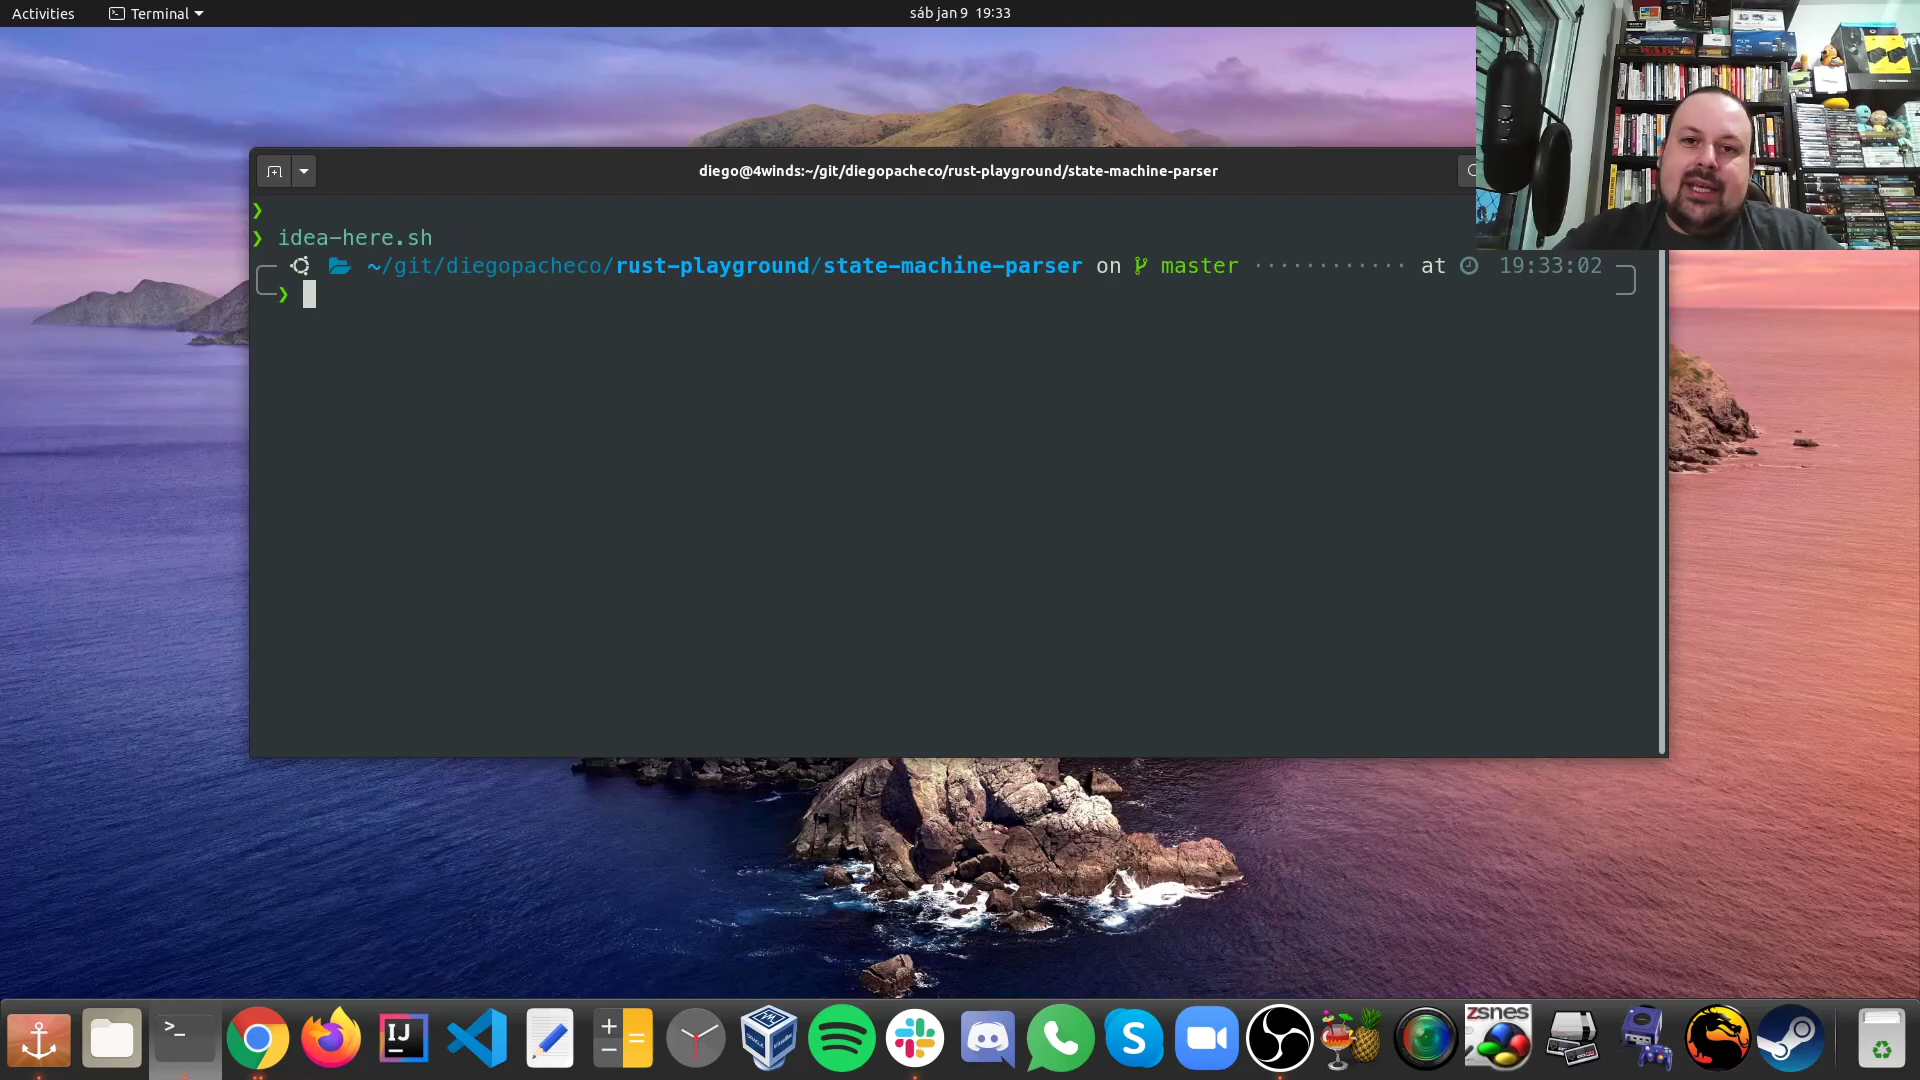 Activities
Terminal
sáb jan 9 19:33
diego@4winds:~/git/diegopacheco/rust-playground/state-machine-parser
❯
❯ idea-here.sh
~/git/diegopacheco/rust-playground/state-machine-parser on master ············ at 19:33:02
❯
>_
IJ
S
ZSNES